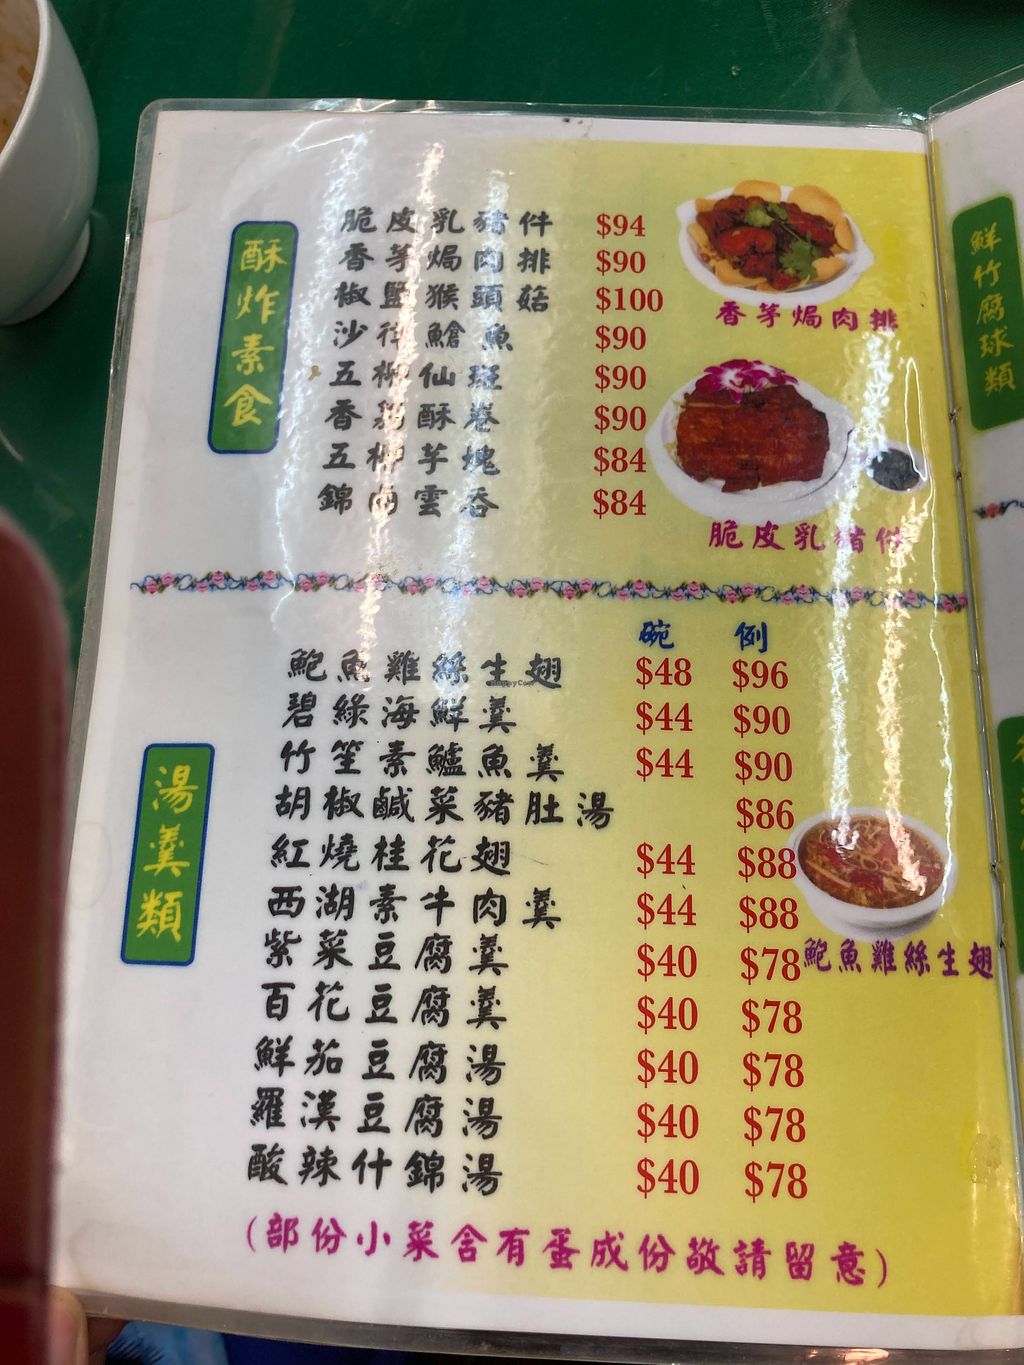 酥炸素食
脆皮乳豬件 $94
香茅焗肉排 $90
椒鹽猴頭菇 $100
沙律鱠魚 $90
五柳仙斑 $90
香 酥卷 $90
五柳芋塊 $84
錦鹵雲吞 $84
香茅焗肉排
脆皮乳豬件
湯羹類
碗 例
鮑魚雞絲生翅 $48 $96
碧綠海鮮羹 $44 $90
竹笙素鱸魚羹 $44 $90
胡椒鹹菜豬肚湯 $86
紅燒桂花翅 $44 $88
西湖素牛肉羹 $44 $88
紫菜豆腐羹 $40 $78
百花豆腐羹 $40 $78
鮮茄豆腐湯 $40 $78
羅漢豆腐湯 $40 $78
酸辣什錦湯 $40 $78
鮑魚雞絲生翅
(部份小菜含有蛋成份敬請留意)
鮮竹腐球類